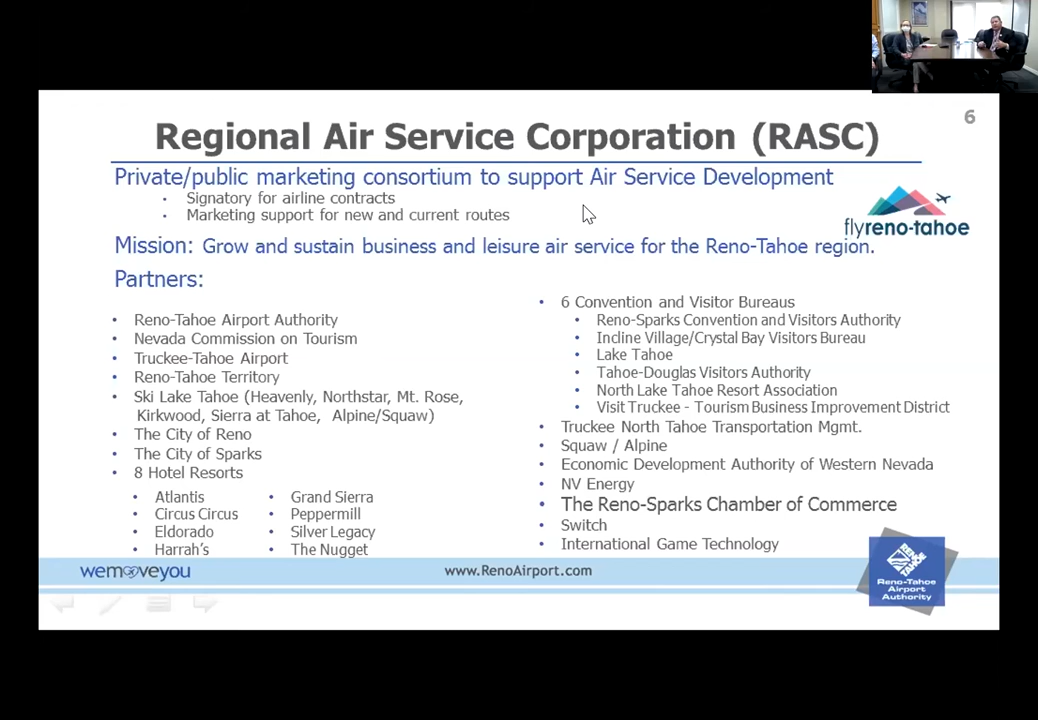 6
Regional Air Service Corporation (RASC)
Private/public marketing consortium to support Air Service Development
• Signatory for airline contracts
• Marketing support for new and current routes
flyreno-tahoe
Mission: Grow and sustain business and leisure air service for the Reno-Tahoe region.
Partners:
• Reno-Tahoe Airport Authority
• Nevada Commission on Tourism
• Truckee-Tahoe Airport
• Reno-Tahoe Territory
• Ski Lake Tahoe (Heavenly, Northstar, Mt. Rose,
Kirkwood, Sierra at Tahoe, Alpine/Squaw)
• The City of Reno
• The City of Sparks
• 8 Hotel Resorts
• Atlantis
• Circus Circus
• Eldorado
• Harrah's
• Grand Sierra
• Peppermill
• Silver Legacy
• The Nugget
• 6 Convention and Visitor Bureaus
• Reno-Sparks Convention and Visitors Authority
• Incline Village/Crystal Bay Visitors Bureau
• Lake Tahoe
• Tahoe-Douglas Visitors Authority
• North Lake Tahoe Resort Association
• Visit Truckee - Tourism Business Improvement District
• Truckee North Tahoe Transportation Mgmt.
• Squaw / Alpine
• Economic Development Authority of Western Nevada
• NV Energy
• The Reno-Sparks Chamber of Commerce
• Switch
• International Game Technology
wemoveyou
www.RenoAirport.com
RENO
TAHOE
Reno-Tahoe
Airport
Authority